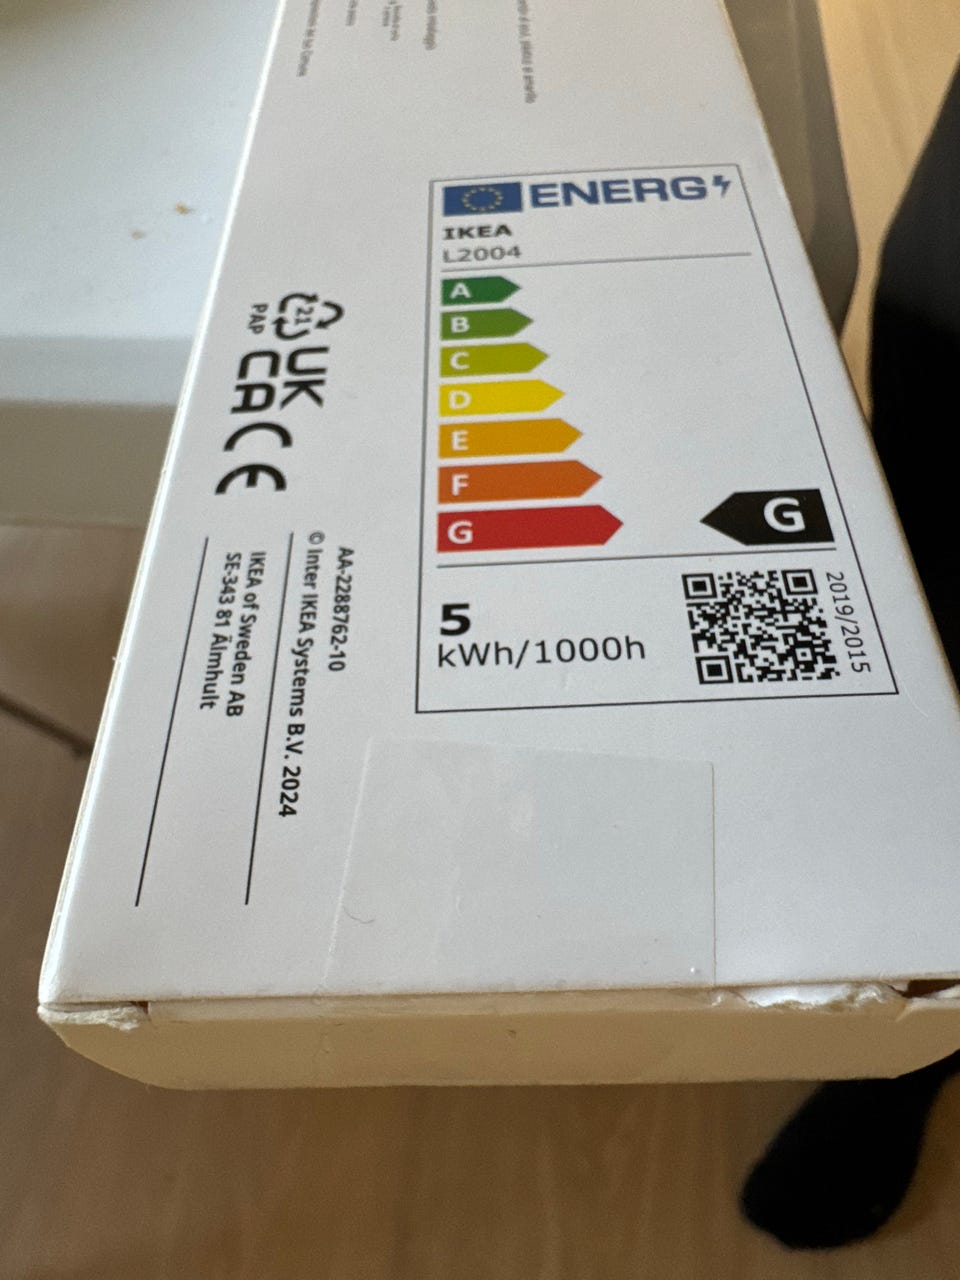 ENERG
IKEA
L2004
A
B
C
D
E
F
G
G
5
kWh/1000h
2019/2015
21
PAP
UK
CA
CE
AA-2288762-10
© Inter IKEA Systems B.V. 2024
IKEA of Sweden AB
SE-343 81 Älmhult